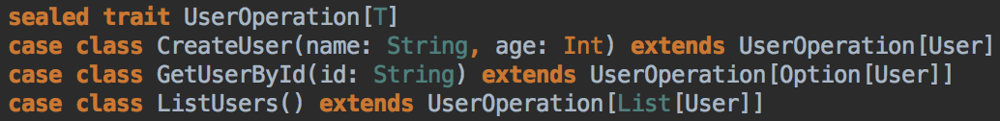 sealed trait UserOperation[T]
case class CreateUser(name: String, age: Int) extends UserOperation[User]
case class GetUserById(id: String) extends UserOperation[Option[User]]
case class ListUsers() extends UserOperation[List[User]]